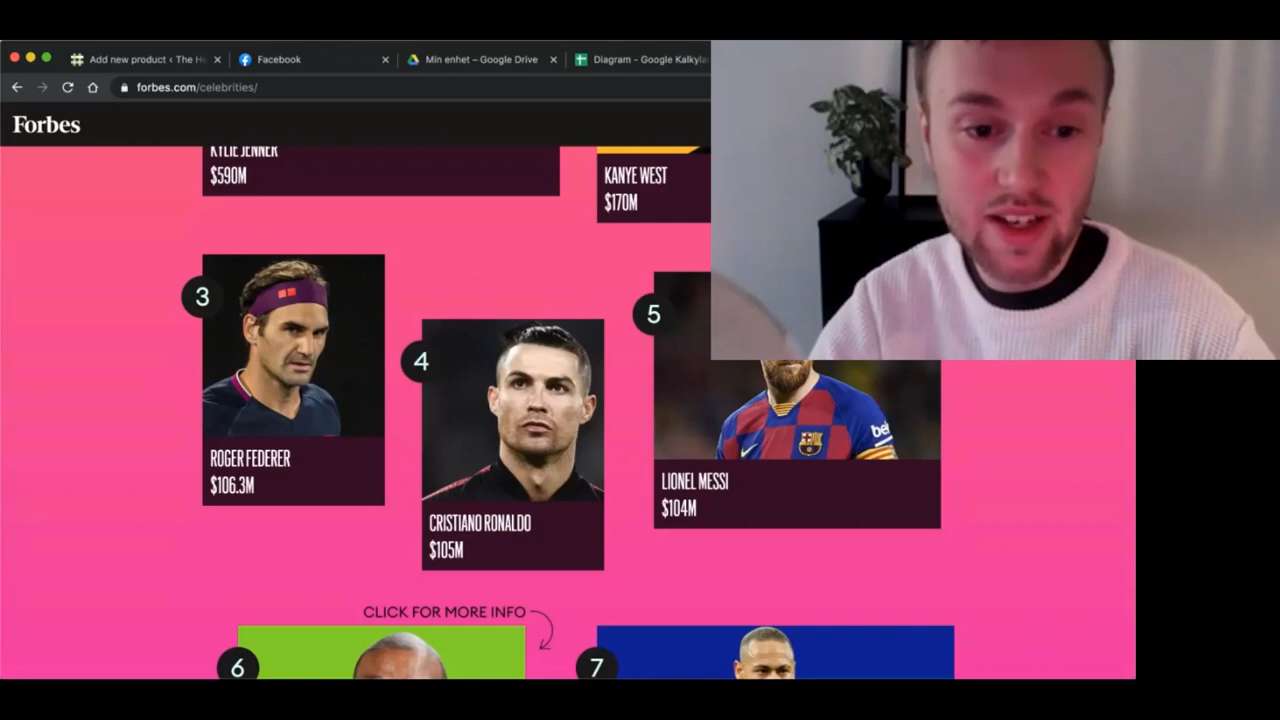 Add new product ‹ The H
Facebook
Min enhet – Google Drive
Diagram - Google Kalkylar
forbes.com/celebrities/
Forbes
KYLIE JENNER
$590M
KANYE WEST
$170M
3
ROGER FEDERER
$106.3M
4
CRISTIANO RONALDO
$105M
5
be
LIONEL MESSI
$104M
CLICK FOR MORE INFO
6
7